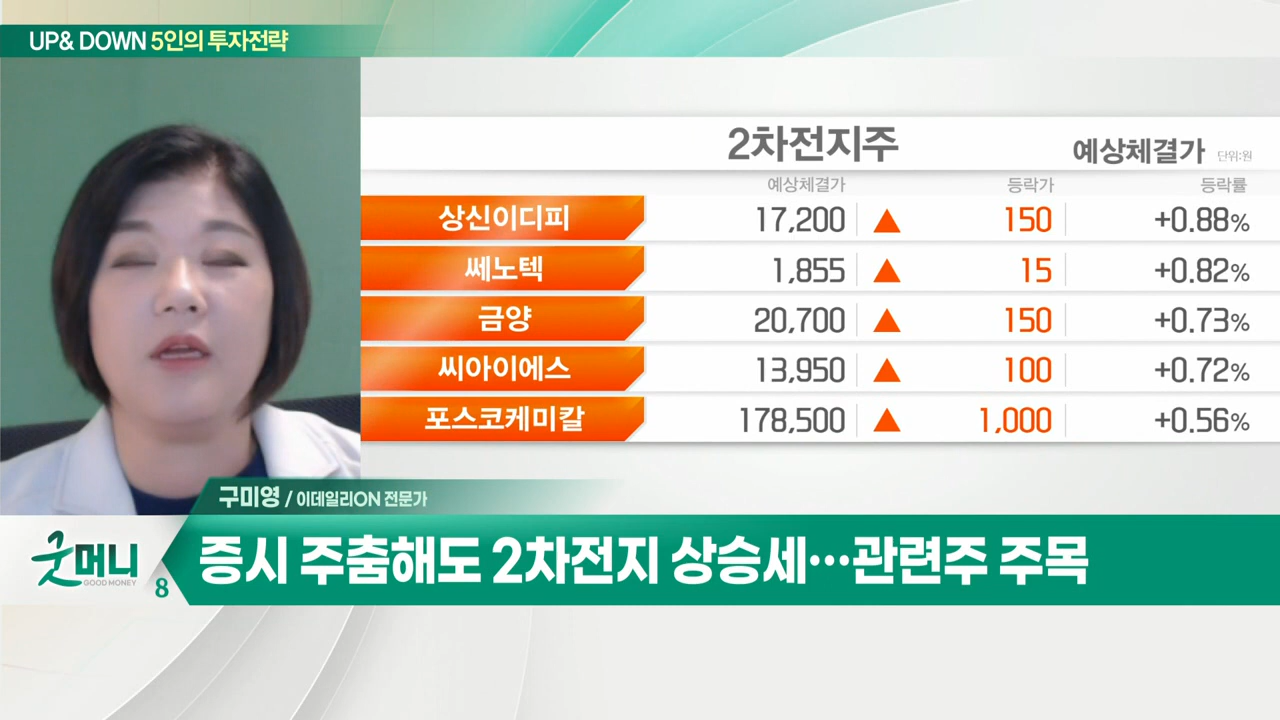 UP& DOWN 5인의 투자전략
2차전지주
예상체결가 단위:원
예상체결가 등락가 등락률
상신이디피 17,200 ▲ 150 +0.88%
쎄노텍 1,855 ▲ 15 +0.82%
금양 20,700 ▲ 150 +0.73%
씨아이에스 13,950 ▲ 100 +0.72%
포스코케미칼 178,500 ▲ 1,000 +0.56%
구미영 / 이데일리ON 전문가
굿머니
GOOD MONEY
8
증시 주춤해도 2차전지 상승세…관련주 주목